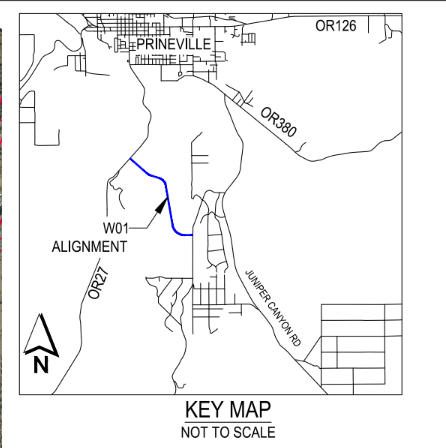 OR126
PRINEVILLE
OR380
W01
ALIGNMENT
OR27
JUNIPER CANYON RD
N
KEY MAP
NOT TO SCALE